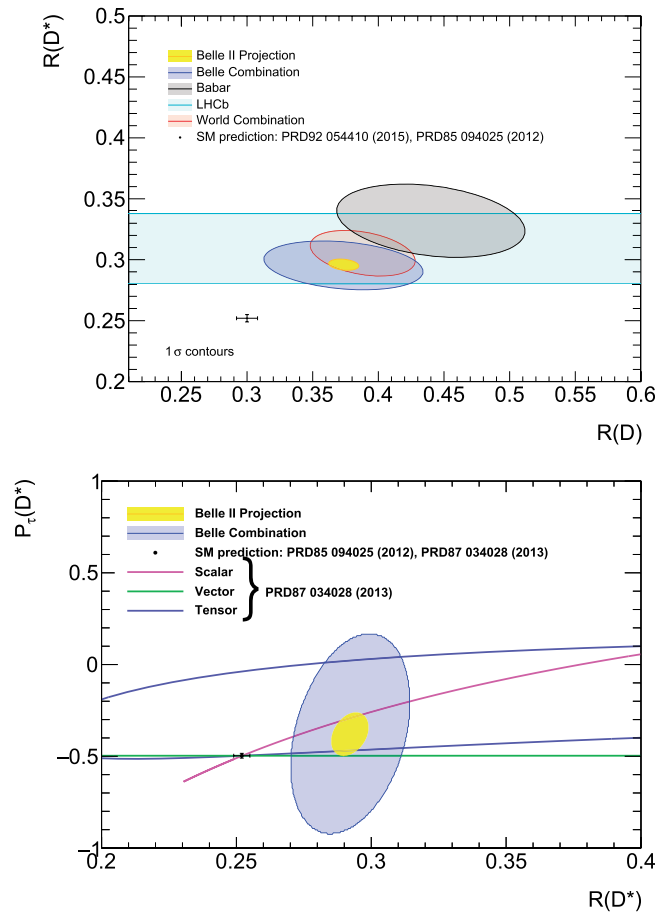 R(D*)
0.5
0.45
0.4
0.35
0.3
0.25
0.2
Belle II Projection
Belle Combination
Babar
LHCb
World Combination
SM prediction: PRD92 054410 (2015), PRD85 094025 (2012)
1σ contours
0.25 0.3 0.35 0.4 0.45 0.5 0.55 0.6
R(D)
Pτ(D*)
1
0.5
0
−0.5
−1
Belle II Projection
Belle Combination
SM prediction: PRD85 094025 (2012), PRD87 034028 (2013)
Scalar
Vector } PRD87 034028 (2013)
Tensor
0.2 0.25 0.3 0.35 0.4
R(D*)